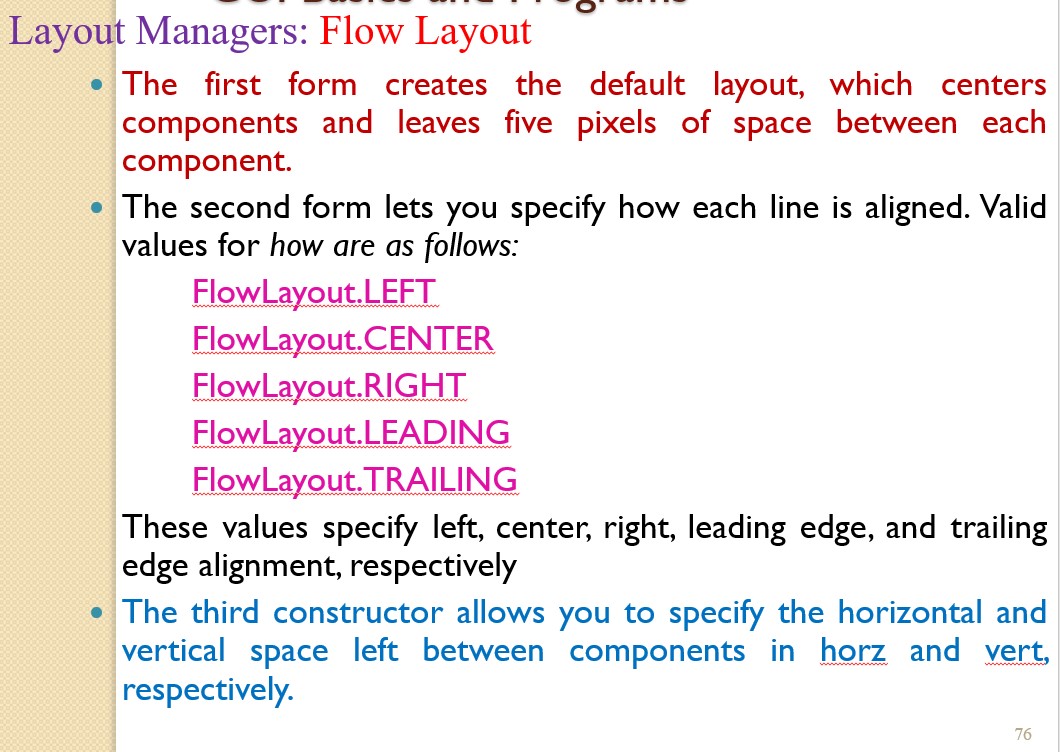 GUI Basics and Programs
Layout Managers: Flow Layout
• The first form creates the default layout, which centers
components and leaves five pixels of space between each
component.
• The second form lets you specify how each line is aligned. Valid
values for how are as follows:
FlowLayout.LEFT
FlowLayout.CENTER
FlowLayout.RIGHT
FlowLayout.LEADING
FlowLayout.TRAILING
These values specify left, center, right, leading edge, and trailing
edge alignment, respectively
• The third constructor allows you to specify the horizontal and
vertical space left between components in horz and vert,
respectively.
76